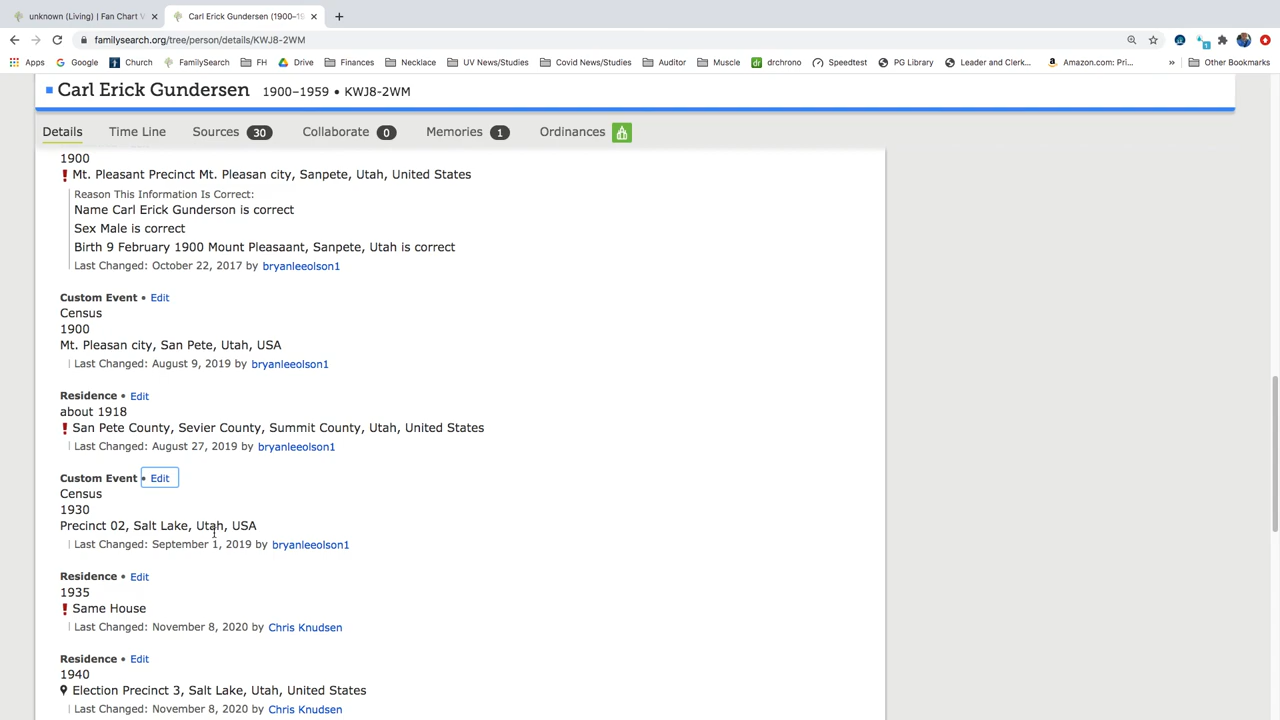 unknown (Living) | Fan Chart V
Carl Erick Gundersen (1900–19
familysearch.org/tree/person/details/KWJ8-2WM
Apps Google Church FamilySearch FH Drive Finances Necklace UV News/Studies Covid News/Studies Auditor Muscle drchrono Speedtest PG Library Leader and Clerk... Amazon.com: Pri... » Other Bookmarks
Carl Erick Gundersen 1900–1959 • KWJ8-2WM
Details Time Line Sources 30 Collaborate 0 Memories 1 Ordinances
1900
Mt. Pleasant Precinct Mt. Pleasan city, Sanpete, Utah, United States
Reason This Information Is Correct:
Name Carl Erick Gunderson is correct
Sex Male is correct
Birth 9 February 1900 Mount Pleasaant, Sanpete, Utah is correct
Last Changed: October 22, 2017 by bryanleeolson1
Custom Event • Edit
Census
1900
Mt. Pleasan city, San Pete, Utah, USA
Last Changed: August 9, 2019 by bryanleeolson1
Residence • Edit
about 1918
San Pete County, Sevier County, Summit County, Utah, United States
Last Changed: August 27, 2019 by bryanleeolson1
Custom Event • Edit
Census
1930
Precinct 02, Salt Lake, Utah, USA
Last Changed: September 1, 2019 by bryanleeolson1
Residence • Edit
1935
Same House
Last Changed: November 8, 2020 by Chris Knudsen
Residence • Edit
1940
Election Precinct 3, Salt Lake, Utah, United States
Last Changed: November 8, 2020 by Chris Knudsen